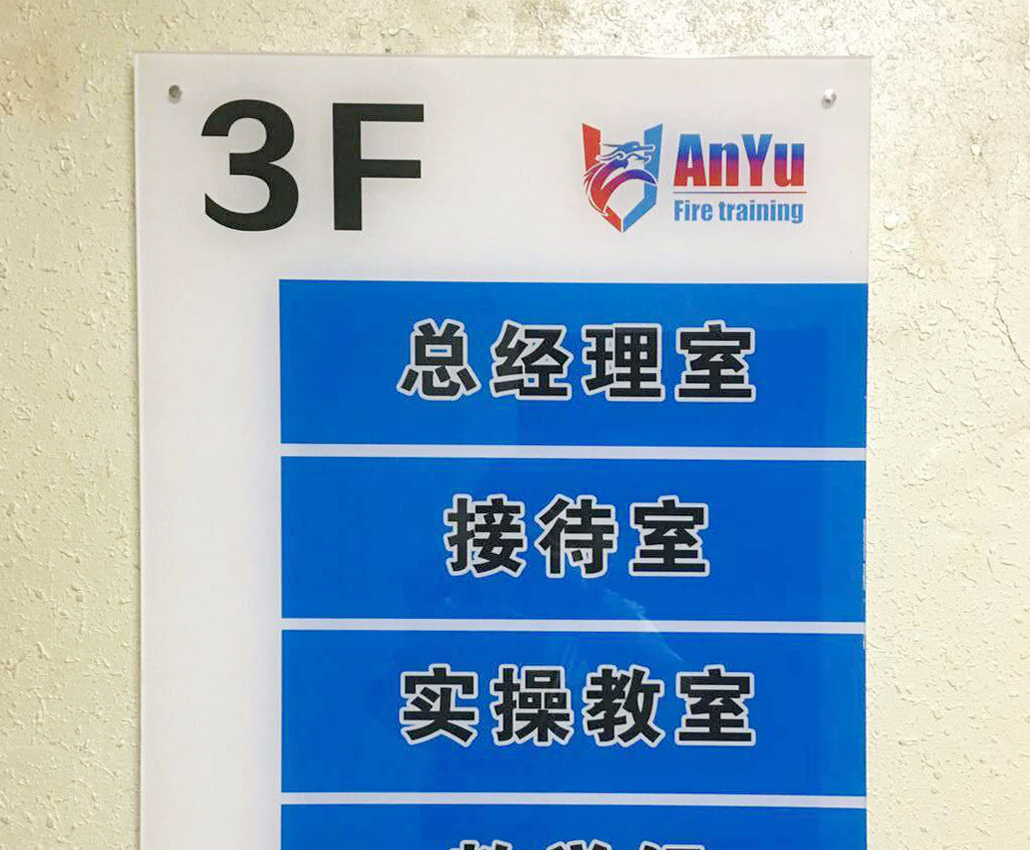 3F
AnYu
Fire training
总经理室
接待室
实操教室